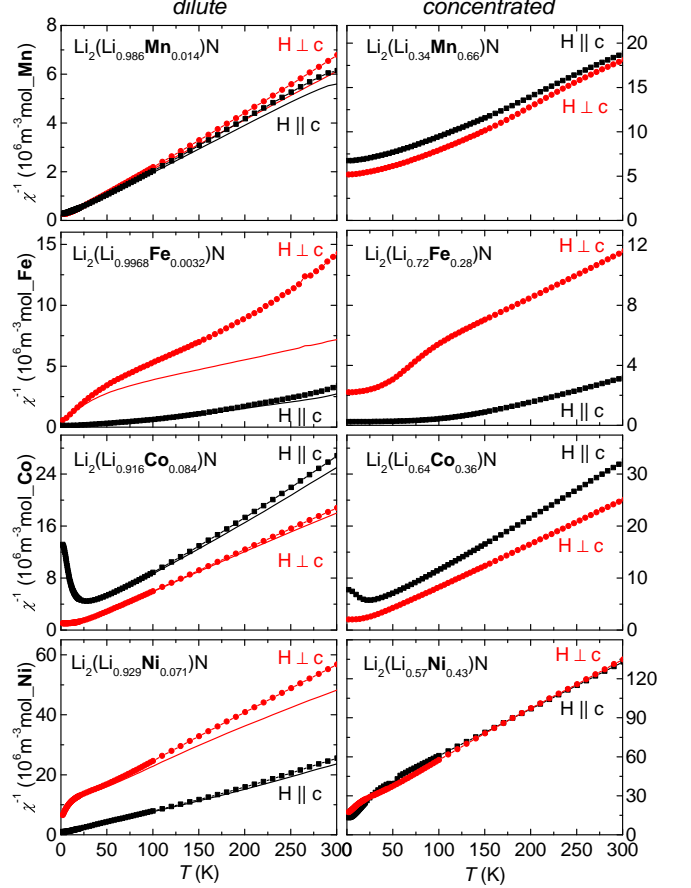 dilute
concentrated
Li₂(Li₀.₉₈₆Mn₀.₀₁₄)N
H ⊥ c
H || c
χ⁻¹ (10⁶m⁻³mol_Mn)
8
6
4
2
0
Li₂(Li₀.₃₄Mn₀.₆₆)N
H || c
H ⊥ c
20
15
10
5
0
Li₂(Li₀.₉₉₆₈Fe₀.₀₀₃₂)N
H ⊥ c
H || c
χ⁻¹ (10⁶m⁻³mol_Fe)
15
10
5
0
Li₂(Li₀.₇₂Fe₀.₂₈)N
H ⊥ c
H || c
12
8
4
0
Li₂(Li₀.₉₁₆Co₀.₀₈₄)N
H || c
H ⊥ c
χ⁻¹ (10⁶m⁻³mol_Co)
24
16
8
0
Li₂(Li₀.₆₄Co₀.₃₆)N
H || c
H ⊥ c
30
20
10
0
Li₂(Li₀.₉₂₉Ni₀.₀₇₁)N
H ⊥ c
H || c
χ⁻¹ (10⁶m⁻³mol_Ni)
60
40
20
0
Li₂(Li₀.₅₇Ni₀.₄₃)N
H ⊥ c
H || c
120
90
60
30
0
0 50 100 150 200 250 300
0 50 100 150 200 250 300
T (K)
T (K)